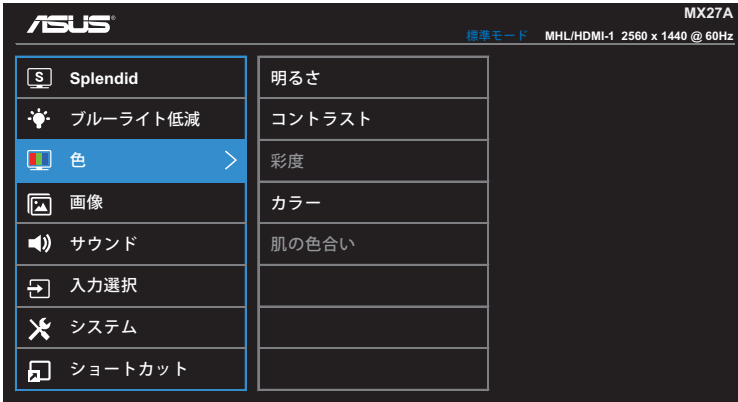 ASUS
MX27A
標準モード MHL/HDMI-1 2560 x 1440 @ 60Hz
S Splendid
ブルーライト低減
色
画像
サウンド
入力選択
システム
ショートカット
明るさ
コントラスト
彩度
カラー
肌の色合い